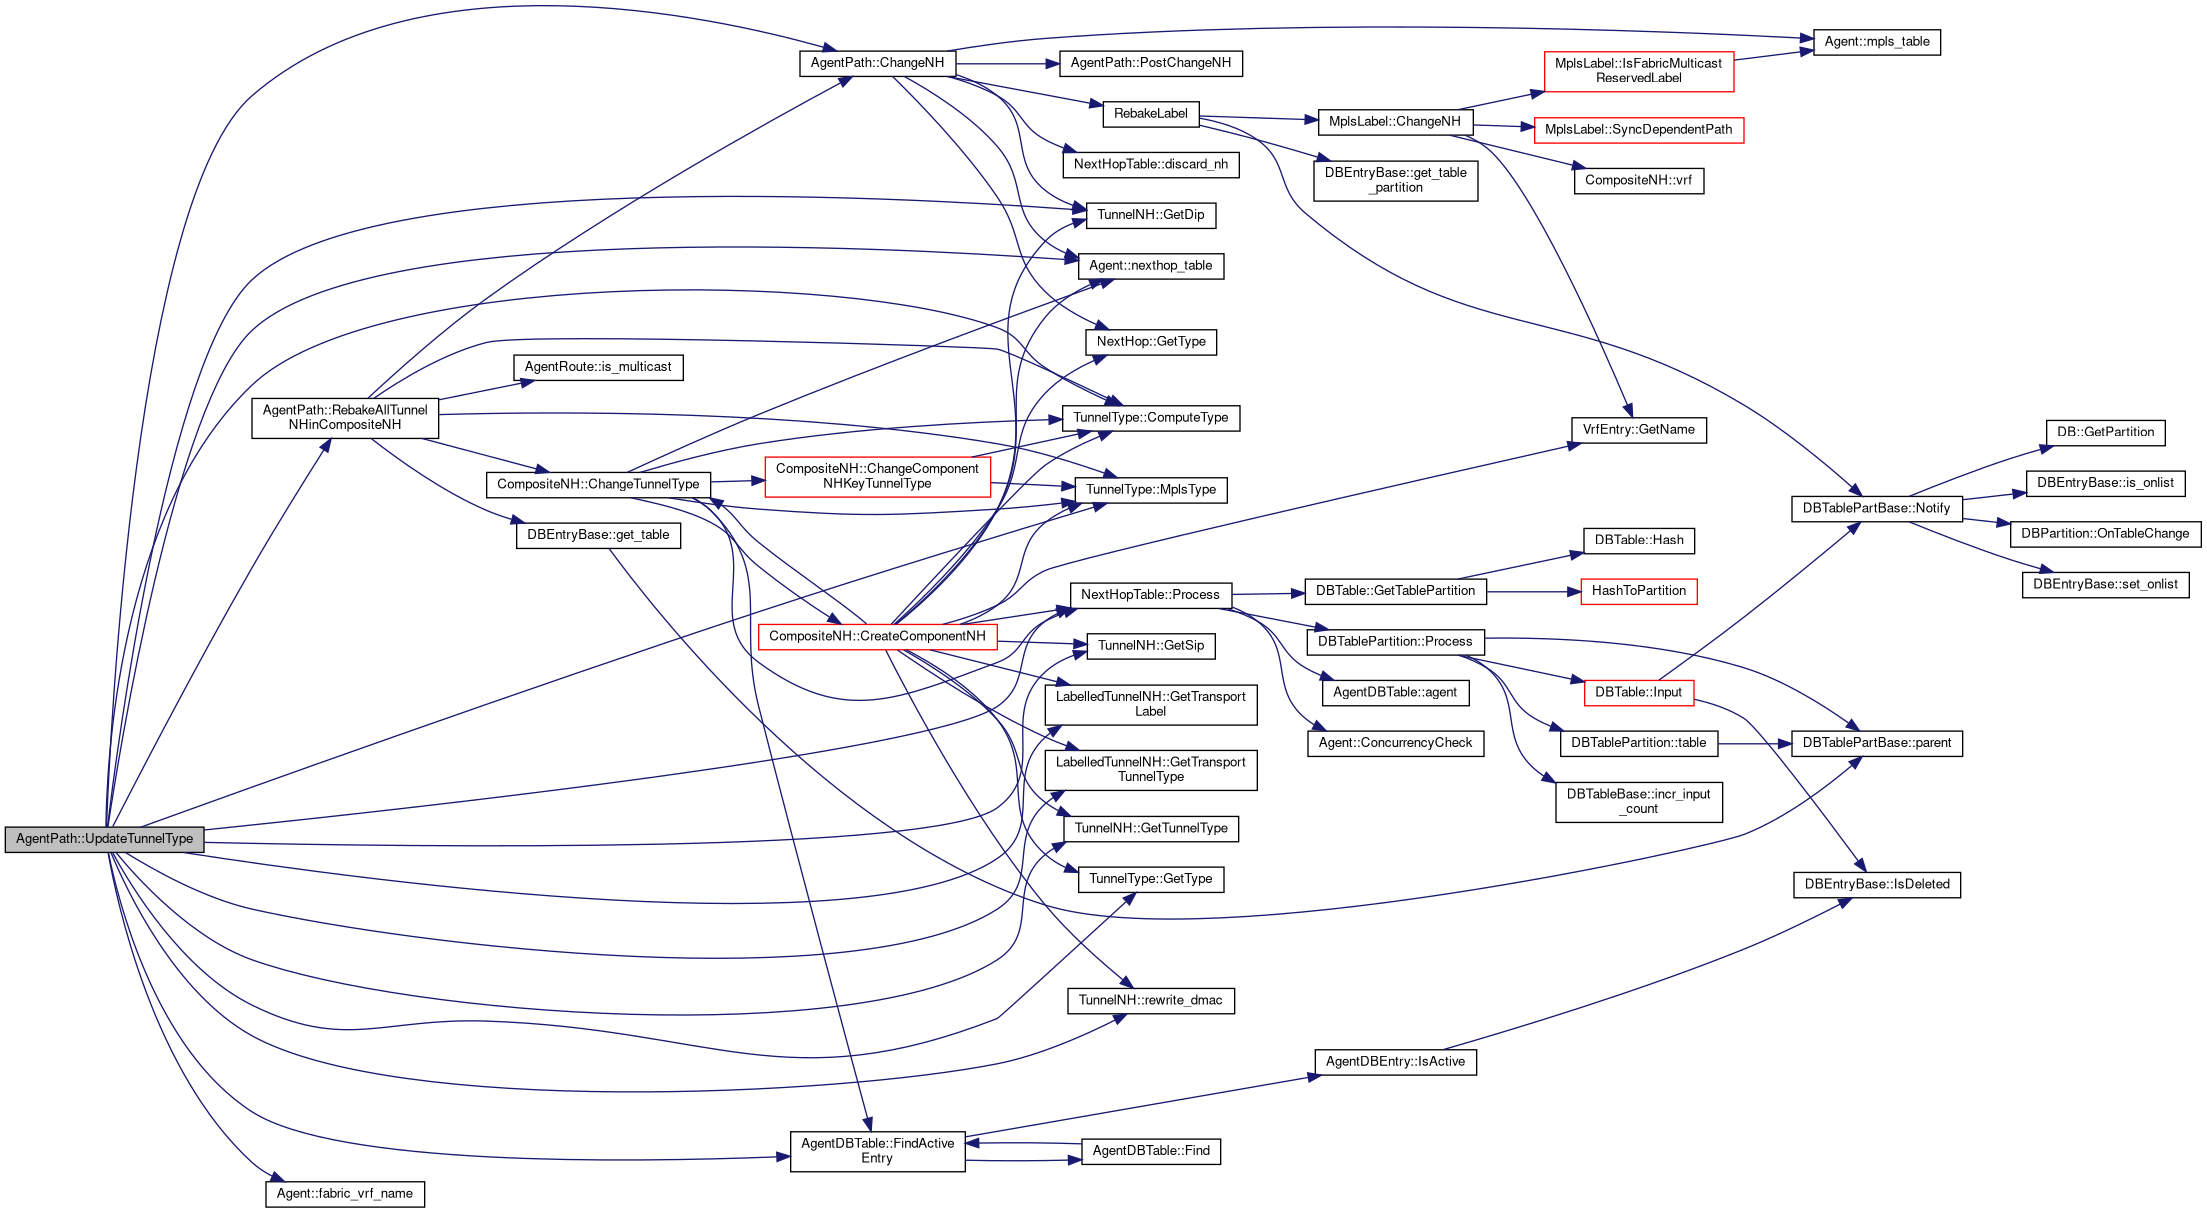 Agent::mpls_table
AgentPath::ChangeNH
AgentPath::PostChangeNH
MplsLabel::IsFabricMulticast
ReservedLabel
RebakeLabel
MplsLabel::ChangeNH
MplsLabel::SyncDependentPath
NextHopTable::discard_nh
DBEntryBase::get_table
_partition
CompositeNH::vrf
TunnelNH::GetDip
Agent::nexthop_table
NextHop::GetType
AgentRoute::is_multicast
AgentPath::RebakeAllTunnel
NHinCompositeNH
TunnelType::ComputeType
VrfEntry::GetName
DB::GetPartition
CompositeNH::ChangeTunnelType
CompositeNH::ChangeComponent
NHKeyTunnelType
TunnelType::MplsType
DBEntryBase::is_onlist
DBTablePartBase::Notify
DBEntryBase::get_table
DBTable::Hash
DBPartition::OnTableChange
NextHopTable::Process
DBTable::GetTablePartition
HashToPartition
DBEntryBase::set_onlist
CompositeNH::CreateComponentNH
TunnelNH::GetSip
DBTablePartition::Process
LabelledTunnelNH::GetTransport
Label
AgentDBTable::agent
DBTable::Input
LabelledTunnelNH::GetTransport
TunnelType
Agent::ConcurrencyCheck
DBTablePartition::table
DBTablePartBase::parent
DBTableBase::incr_input
_count
AgentPath::UpdateTunnelType
TunnelNH::GetTunnelType
TunnelType::GetType
DBEntryBase::IsDeleted
TunnelNH::rewrite_dmac
AgentDBEntry::IsActive
AgentDBTable::FindActive
Entry
AgentDBTable::Find
Agent::fabric_vrf_name